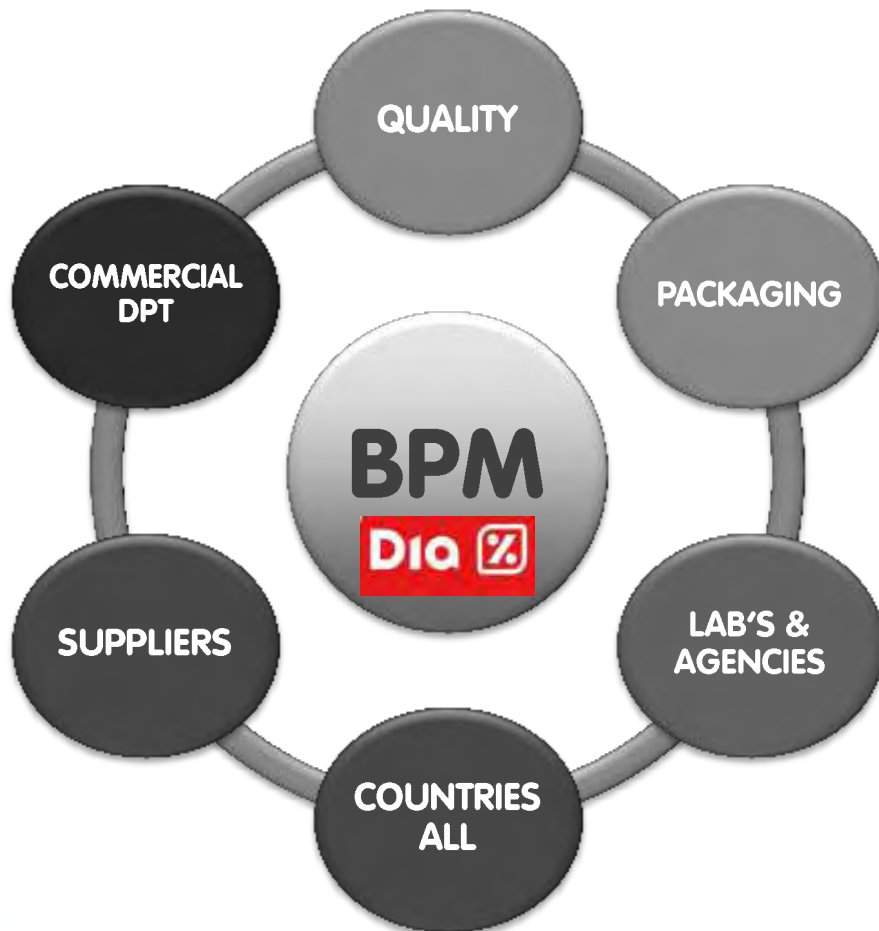 QUALITY
COMMERCIAL
DPT
PACKAGING
BPM
Dia %
SUPPLIERS
LAB'S &
AGENCIES
COUNTRIES
ALL